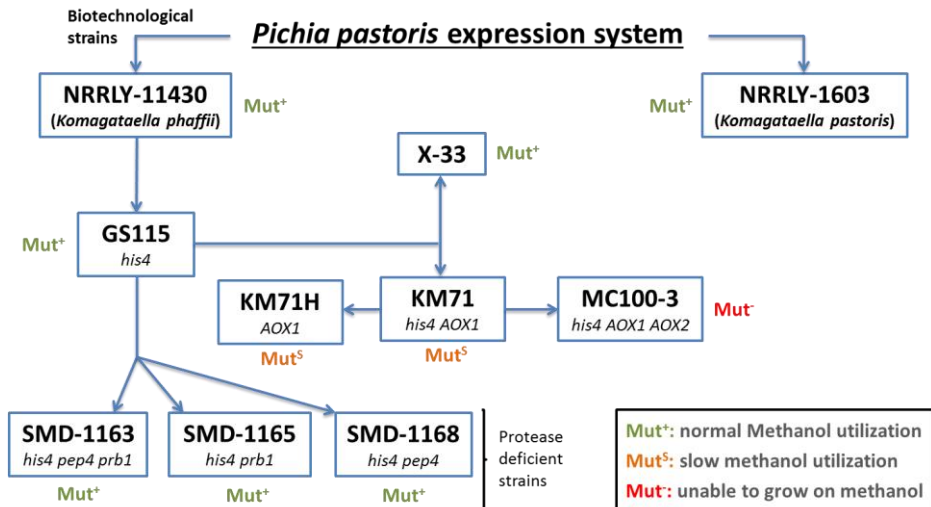 Biotechnological
strains
Pichia pastoris expression system
NRRLY-11430
(Komagataella phaffii)
Mut⁺
Mut⁺
NRRLY-1603
(Komagataella pastoris)
X-33
Mut⁺
Mut⁺
GS115
his4
KM71H
AOX1
Mutˢ
KM71
his4 AOX1
Mutˢ
MC100-3
his4 AOX1 AOX2
Mut⁻
SMD-1163
his4 pep4 prb1
Mut⁺
SMD-1165
his4 prb1
Mut⁺
SMD-1168
his4 pep4
Mut⁺
Protease
deficient
strains
Mut⁺: normal Methanol utilization
Mutˢ: slow methanol utilization
Mut⁻: unable to grow on methanol